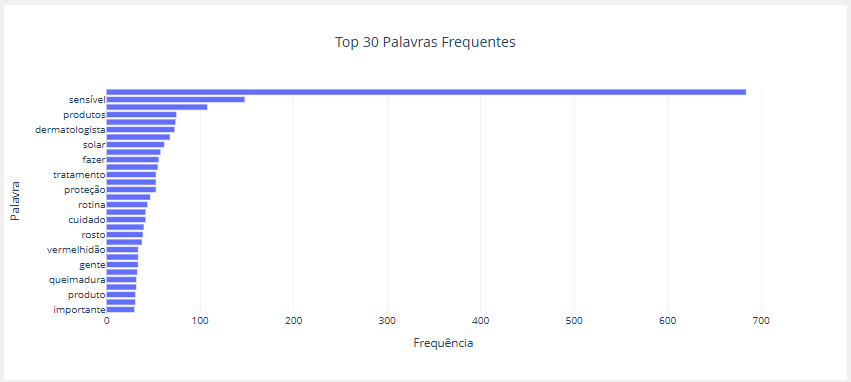 Top 30 Palavras Frequentes
Palavra
sensível
produtos
dermatologista
solar
fazer
tratamento
proteção
rotina
cuidado
rosto
vermelhidão
gente
queimadura
produto
importante
0 100 200 300 400 500 600 700
Frequência